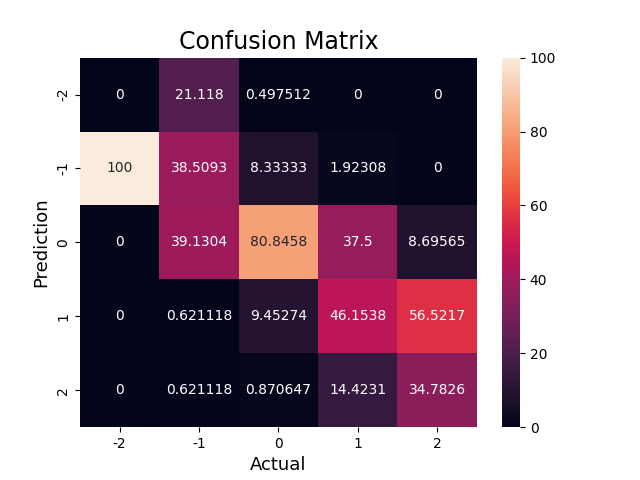 Confusion Matrix
-2 0 21.118 0.497512 0 0
-1 100 38.5093 8.33333 1.92308 0
0 0 39.1304 80.8458 37.5 8.69565
1 0 0.621118 9.45274 46.1538 56.5217
2 0 0.621118 0.870647 14.4231 34.7826
-2 -1 0 1 2
Prediction
Actual
100
80
60
40
20
0